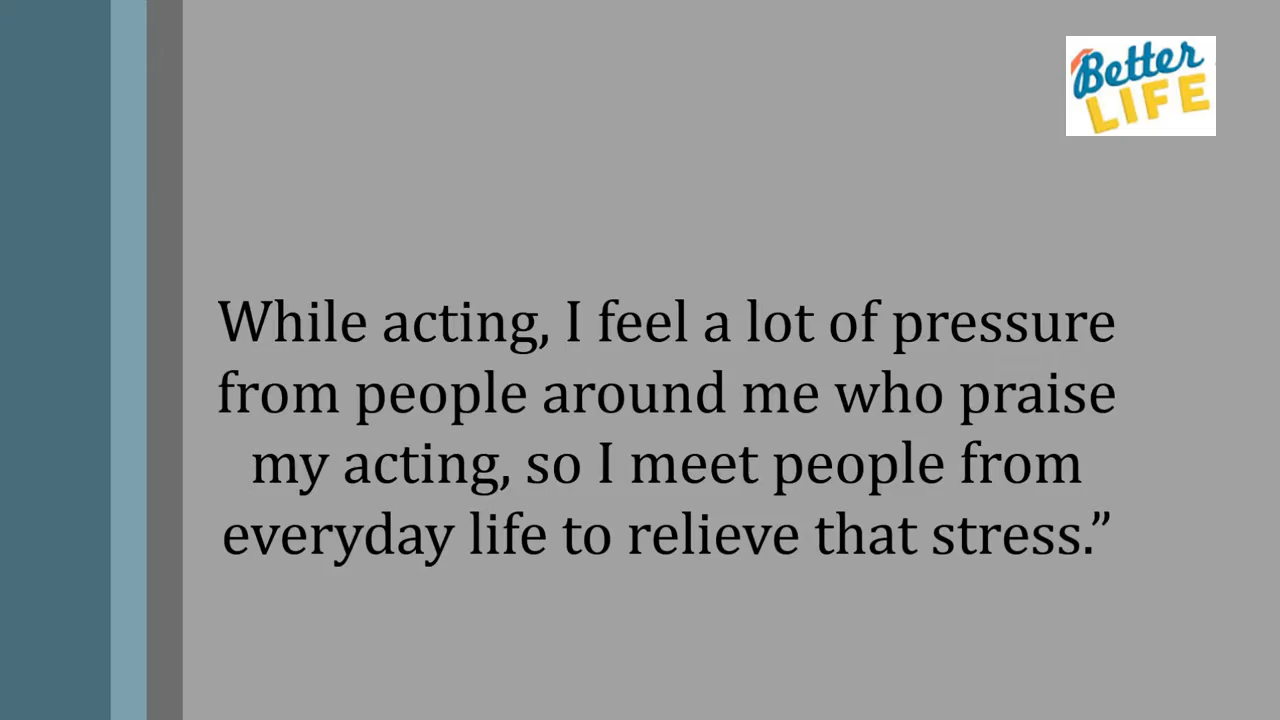 Better
LIFE
While acting, I feel a lot of pressure
from people around me who praise
my acting, so I meet people from
everyday life to relieve that stress.”